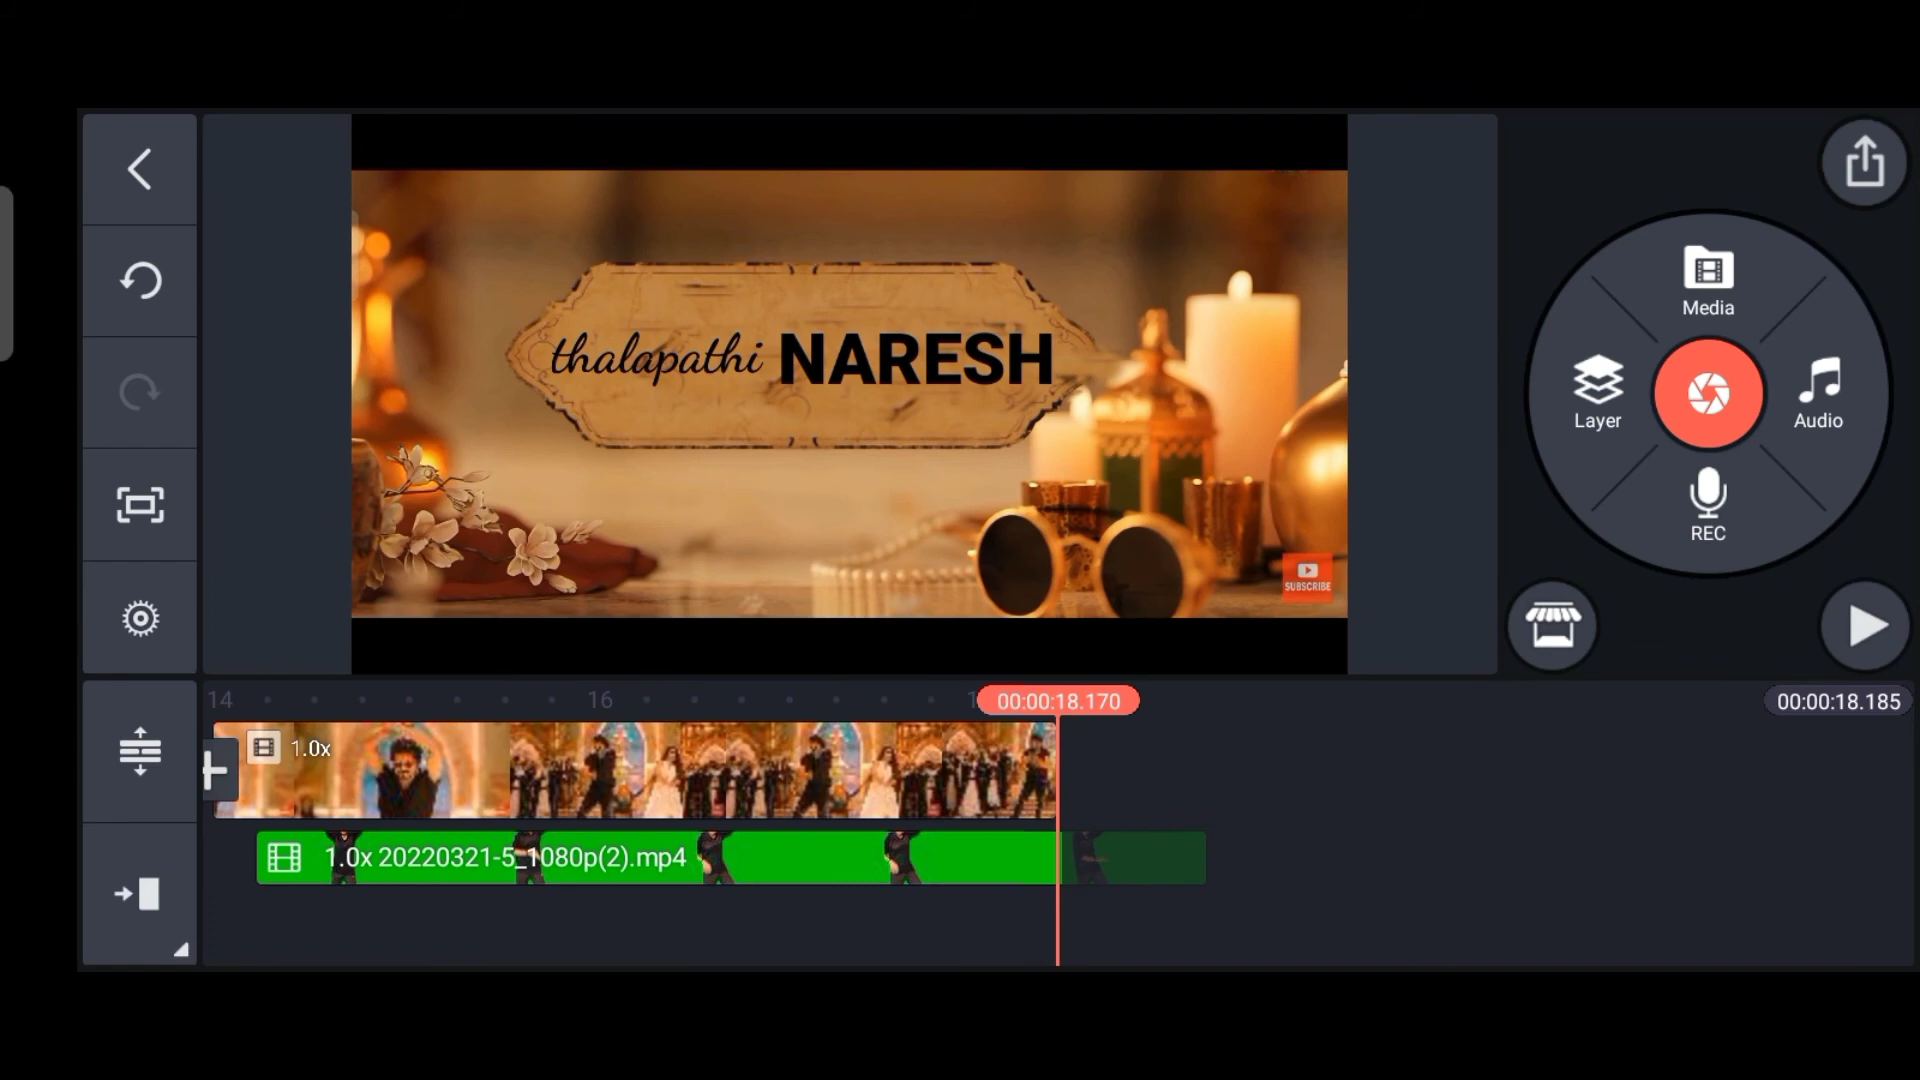 Media
Layer
Audio
REC
thalapathi NARESH
SUBSCRIBE
14
16
00:00:18.170
00:00:18.185
1.0x
1.0x 20220321-5_1080p(2).mp4